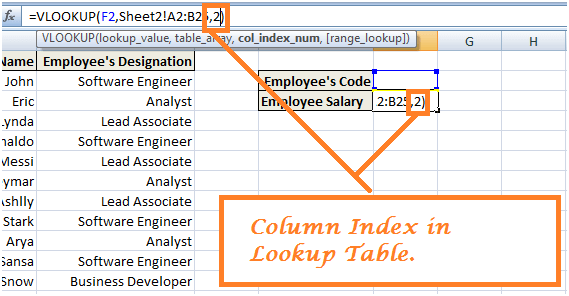 =VLOOKUP(F2,Sheet2!A2:B25,2)
VLOOKUP(lookup_value, table_array, col_index_num, [range_lookup])
F G H
Name Employee's Designation
John Software Engineer Employee's Code
Eric Analyst Employee Salary 2:B25,2)
ynda Lead Associate
naldo Software Engineer
Messi Lead Associate
ymar Analyst
Ashlly Lead Associate
Stark Software Engineer
Arya Analyst
Sansa Software Engineer
Snow Business Developer
Column Index in
Lookup Table.